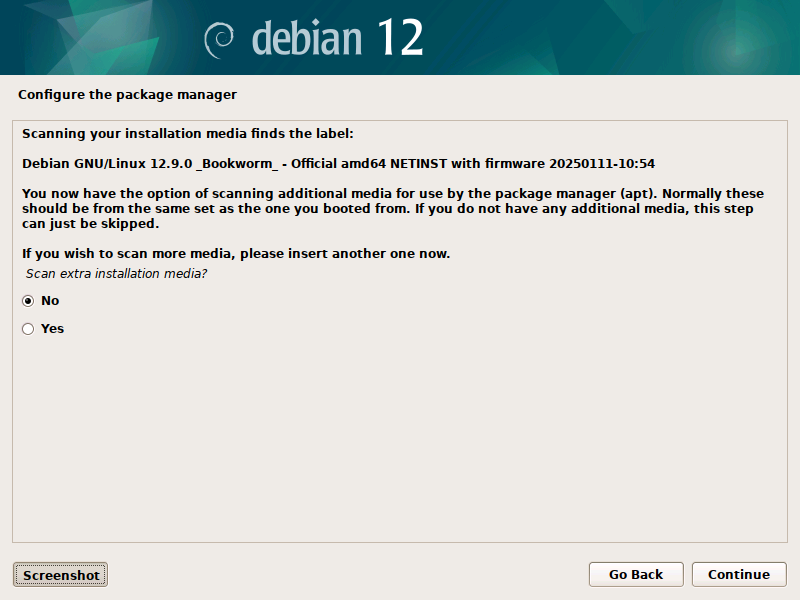 debian 12
Configure the package manager
Scanning your installation media finds the label:
Debian GNU/Linux 12.9.0 _Bookworm_ - Official amd64 NETINST with firmware 20250111-10:54
You now have the option of scanning additional media for use by the package manager (apt). Normally these
should be from the same set as the one you booted from. If you do not have any additional media, this step
can just be skipped.
If you wish to scan more media, please insert another one now.
Scan extra installation media?
No
Yes
Screenshot
Go Back
Continue